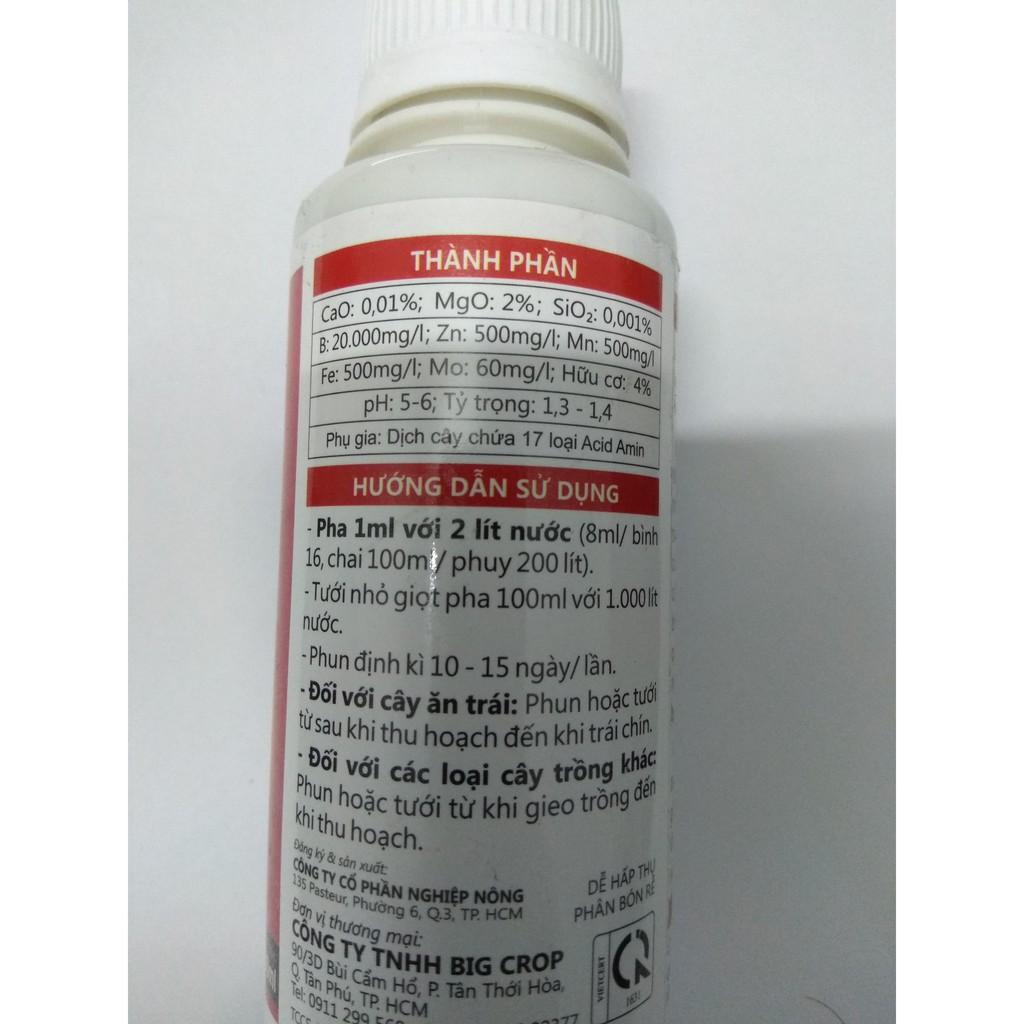 THÀNH PHẦN
CaO: 0,01%; MgO: 2%; SiO₂: 0,001%
B: 20.000mg/l; Zn: 500mg/l; Mn: 500mg/l
Fe: 500mg/l; Mo: 60mg/l; Hữu cơ: 4%
pH: 5-6; Tỷ trọng: 1,3 - 1,4
Phụ gia: Dịch cây chứa 17 loại Acid Amin
HƯỚNG DẪN SỬ DỤNG
- Pha 1ml với 2 lít nước (8ml/ bình
16, chai 100ml/ phuy 200 lít).
- Tưới nhỏ giọt pha 100ml với 1.000 lít
nước.
- Phun định kì 10 - 15 ngày/ lần.
- Đối với cây ăn trái: Phun hoặc tưới
từ sau khi thu hoạch đến khi trái chín.
- Đối với các loại cây trồng khác:
Phun hoặc tưới từ khi gieo trồng đến
khi thu hoạch.
Đăng ký & sản xuất:
CÔNG TY CỔ PHẦN NGHIỆP NÔNG
135 Pasteur, Phường 6, Q.3, TP. HCM
Đơn vị thương mại:
CÔNG TY TNHH BIG CROP
90/3D Bùi Cẩm Hổ, P. Tân Thới Hòa,
Q. Tân Phú, TP. HCM
Tel: 0911 299
DỄ HẤP THỤ
PHÂN BÓN RỄ
VIETCERT